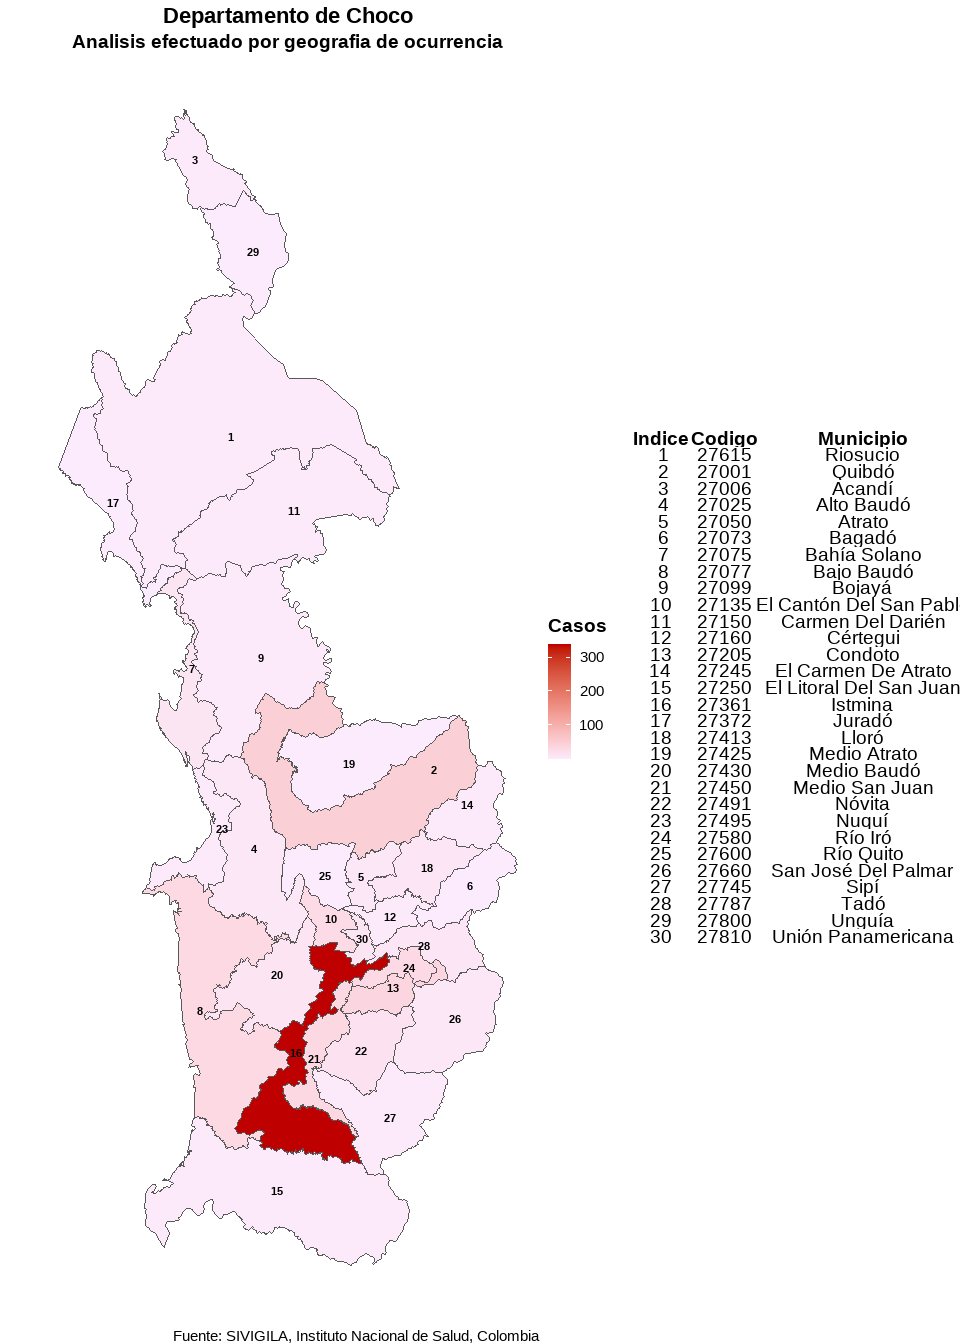 Departamento de Choco
Analisis efectuado por geografia de ocurrencia
3
29
1
17
11
9
7
19
2
14
23
4
25
5
18
6
10
12
30
28
20
24
13
8
26
16
21
22
27
15
Casos
300
200
100
Indice Codigo Municipio
1 27615 Riosucio
2 27001 Quibdó
3 27006 Acandí
4 27025 Alto Baudó
5 27050 Atrato
6 27073 Bagadó
7 27075 Bahía Solano
8 27077 Bajo Baudó
9 27099 Bojayá
10 27135 El Cantón Del San Pabl
11 27150 Carmen Del Darién
12 27160 Cértegui
13 27205 Condoto
14 27245 El Carmen De Atrato
15 27250 El Litoral Del San Juan
16 27361 Istmina
17 27372 Juradó
18 27413 Lloró
19 27425 Medio Atrato
20 27430 Medio Baudó
21 27450 Medio San Juan
22 27491 Nóvita
23 27495 Nuquí
24 27580 Río Iró
25 27600 Río Quito
26 27660 San José Del Palmar
27 27745 Sipí
28 27787 Tadó
29 27800 Unguía
30 27810 Unión Panamericana
Fuente: SIVIGILA, Instituto Nacional de Salud, Colombia